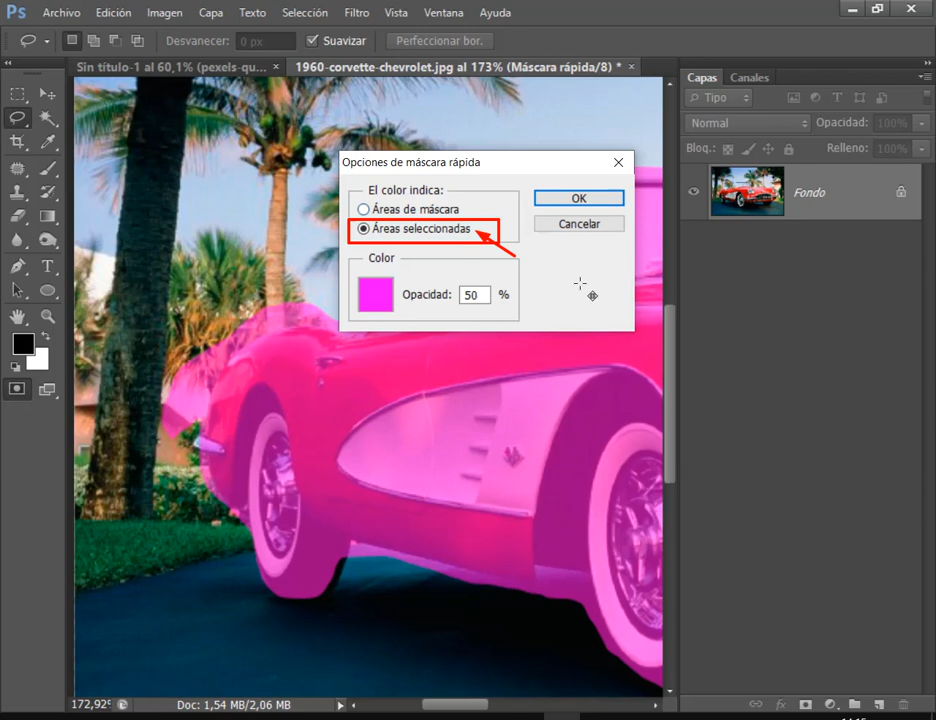 Ps Archivo Edición Imagen Capa Texto Selección Filtro Vista Ventana Ayuda
Desvanecer: 0 px Suavizar Perfeccionar bor.
Sin título-1 al 60,1% (pexels-qu... × 1960-corvette-chevrolet.jpg al 173% (Máscara rápida/8) * ×
Capas Canales
Tipo
Normal Opacidad: 100%
Bloq.: Relleno: 100%
Fondo
Opciones de máscara rápida
El color indica:
Áreas de máscara
Áreas seleccionadas
OK
Cancelar
Color
Opacidad: 50 %
172,92% Doc: 1,54 MB/2,06 MB